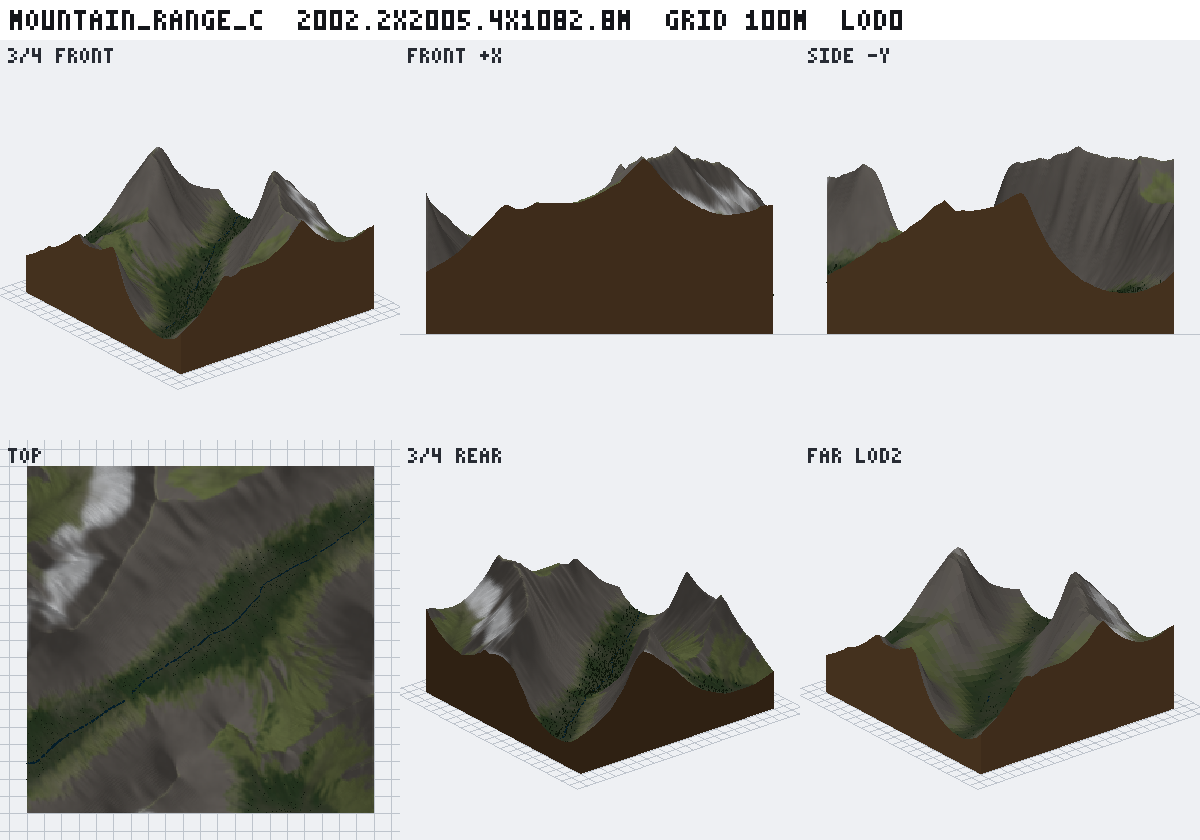 MOUNTAIN_RANGE_C 2002.2X2005.4X1082.8M GRID 100M LOD0
3/4 FRONT
FRONT +X
SIDE -Y
TOP
3/4 REAR
FAR LOD2